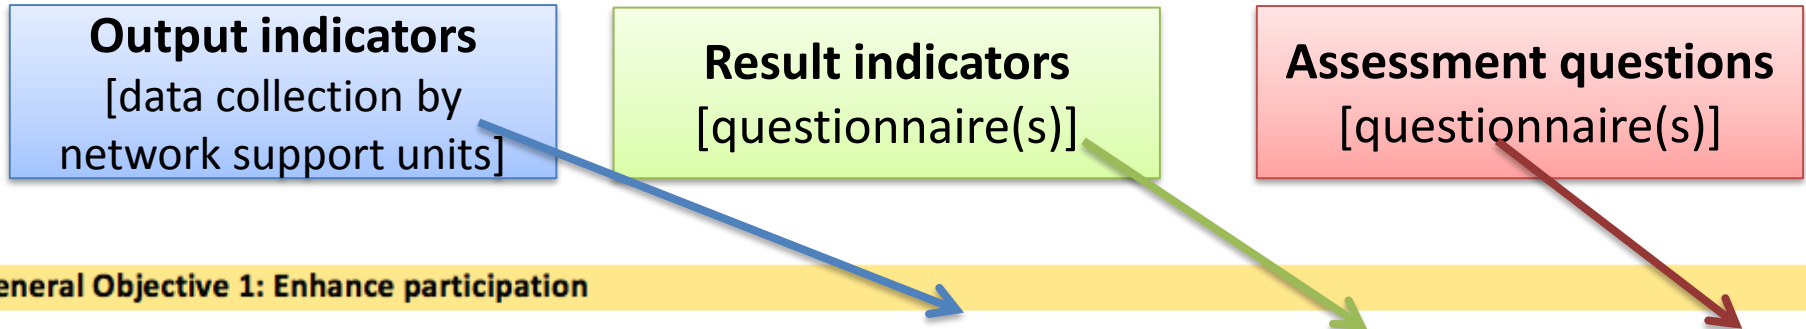 Output indicators
[data collection by
network support units]
Result indicators
[questionnaire(s)]
Assessment questions
[questionnaire(s)]
eneral Objective 1: Enhance participation